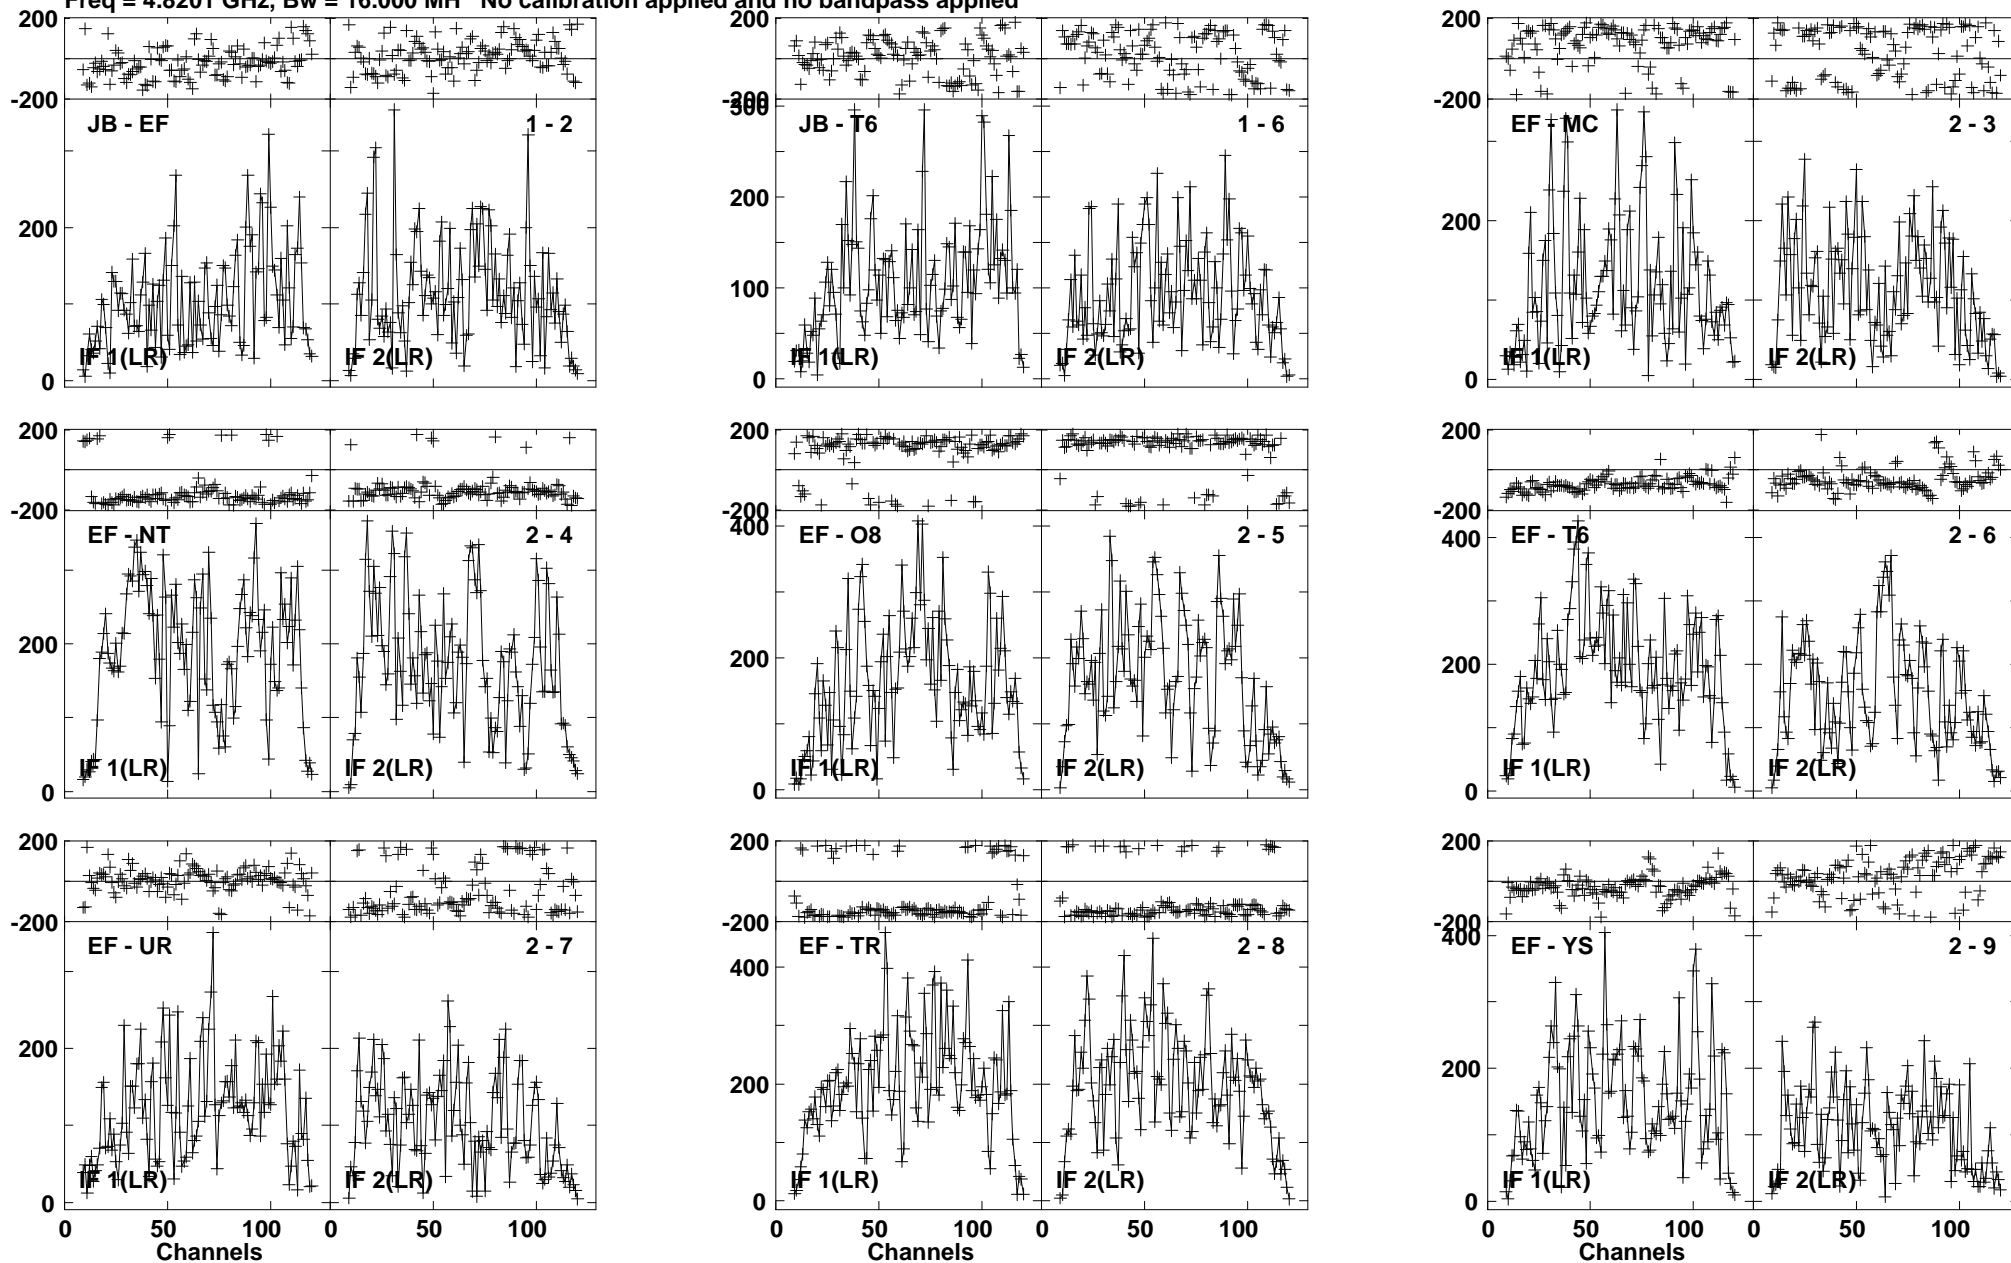 Freq = 4.8201 GHz, Bw = 16.000 MH No calibration applied and no bandpass applied
200
-200
JB - EF
1 - 2
200
0
IF 1(LR)
IF 2(LR)
-200
300
JB - T6
1 - 6
200
100
0
IF 1(LR)
IF 2(LR)
200
-200
EF - MC
2 - 3
200
0
IF 1(LR)
IF 2(LR)
200
-200
EF - NT
2 - 4
200
0
IF 1(LR)
IF 2(LR)
200
-200
400
EF - O8
2 - 5
200
0
IF 1(LR)
IF 2(LR)
200
-200
400
EF - T6
2 - 6
200
0
IF 1(LR)
IF 2(LR)
200
-200
EF - UR
2 - 7
200
0
IF 1(LR)
IF 2(LR)
0 50 100 0 50 100
Channels
200
-200
EF - TR
2 - 8
400
200
0
IF 1(LR)
IF 2(LR)
0 50 100 0 50 100
Channels
200
-200
400
EF - YS
2 - 9
200
0
IF 1(LR)
IF 2(LR)
0 50 100 0 50 100
Channels